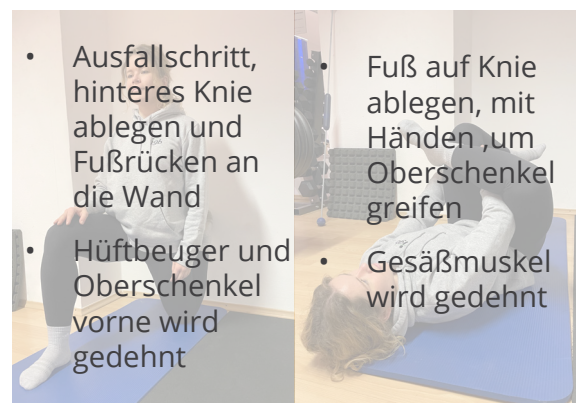 • Ausfallschritt,
hinteres Knie
ablegen und
Fußrücken an
die Wand
• Hüftbeuger und
Oberschenkel
vorne wird
gedehnt
• Fuß auf Knie
ablegen, mit
Händen ,um
Oberschenkel
greifen
• Gesäßmuskel
wird gedehnt